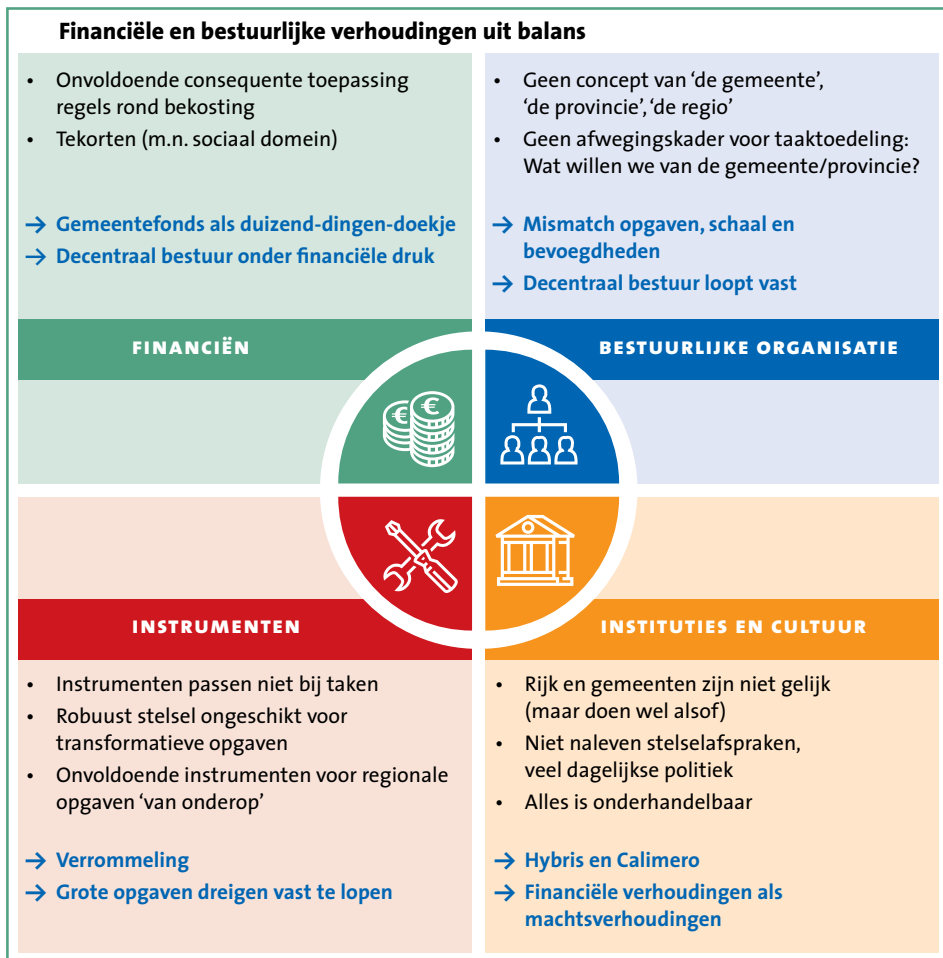 Financiële en bestuurlijke verhoudingen uit balans
• Onvoldoende consequente toepassing
regels rond bekosting
• Tekorten (m.n. sociaal domein)
→ Gemeentefonds als duizend-dingen-doekje
→ Decentraal bestuur onder financiële druk
FINANCIËN
• Geen concept van ‘de gemeente’,
‘de provincie’, ‘de regio’
• Geen afwegingskader voor taaktoedeling:
Wat willen we van de gemeente/provincie?
→ Mismatch opgaven, schaal en
bevoegdheden
→ Decentraal bestuur loopt vast
BESTUURLIJKE ORGANISATIE
INSTRUMENTEN
• Instrumenten passen niet bij taken
• Robuust stelsel ongeschikt voor
transformatieve opgaven
• Onvoldoende instrumenten voor regionale
opgaven ‘van onderop’
→ Verrommeling
→ Grote opgaven dreigen vast te lopen
INSTITUTIES EN CULTUUR
• Rijk en gemeenten zijn niet gelijk
(maar doen wel alsof)
• Niet naleven stelselafspraken,
veel dagelijkse politiek
• Alles is onderhandelbaar
→ Hybris en Calimero
→ Financiële verhoudingen als
machtsverhoudingen